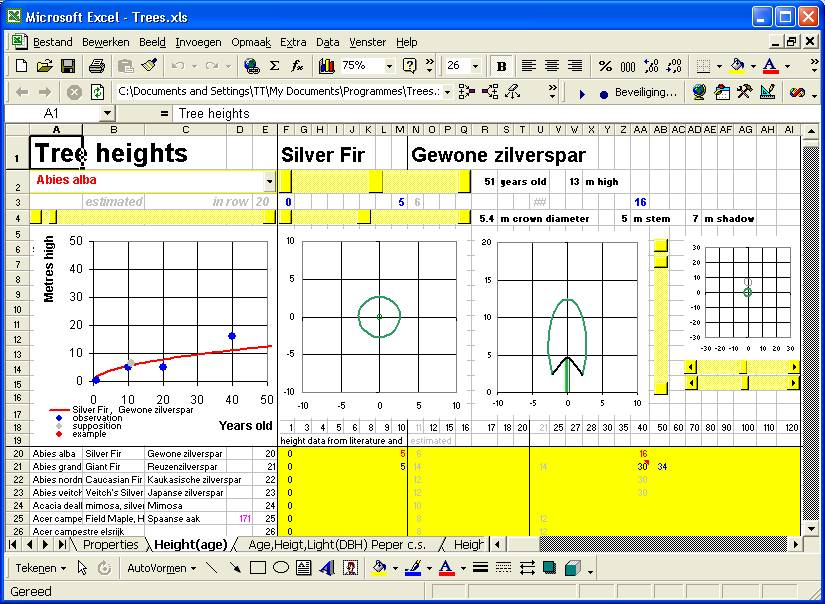 Microsoft Excel - Trees.xls
Bestand Bewerken Beeld Invoegen Opmaak Extra Data Venster Help
75% 26 B % 000
C:\Documents and Settings\TT\My Documents\Programmes\Trees. Beveiliging...
A1 = Tree heights
A B C D E F G H I J K L M N O P Q R S T U V W X Y Z AA AB AC AD AE AF AG AH AI
1 Tree heights Silver Fir Gewone zilverspar
2 Abies alba 51 years old 13 m high
3 estimated in row 20 0 5 6 ## 16
4 5.4 m crown diameter 5 m stem 7 m shadow
5
6
7
8
9
10
11
12
13
14
15
16
17
18
19
Metres high
50
40
30
20
10
0
0 10 20 30 40 50
Years old
Silver Fir, Gewone zilverspar
observation
supposition
example
10
5
0
-5
-10
-10 -5 0 5 10
20
15
10
5
0
-10 -5 0 5 10
30
20
10
0
-10
-20
-30
-30 -20 -10 0 10 20 30
1 3 4 5 6 7 8 9 10 11 12 13 14 15 16 17 18 20 21 25 27 28 30 35 40 50 60 70 80 90 100 120
height data from literature and estimated
20 Abies alba Silver Fir Gewone zilverspar 20 0 5 6 16
21 Abies grand Giant Fir Reuzenzilverspar 21 0 5 14 14 30 34
22 Abies nordm Caucasian Fir Kaukasische zilverspar 22 0 12 30
23 Abies veitch Veitch's Silver Japanse zilverspar 23 0 14 30
24 Acacia deall mimosa, silver Mimosa 24 0 10
25 Acer campe Field Maple, H Spaanse aak 171 25 0 14 12
26 Acer campestre elsrijk 26 0 8 12
Properties Height(age) Age,Heigt,Light(DBH) Peper c.s. Heigh
Tekenen AutoVormen
Gereed